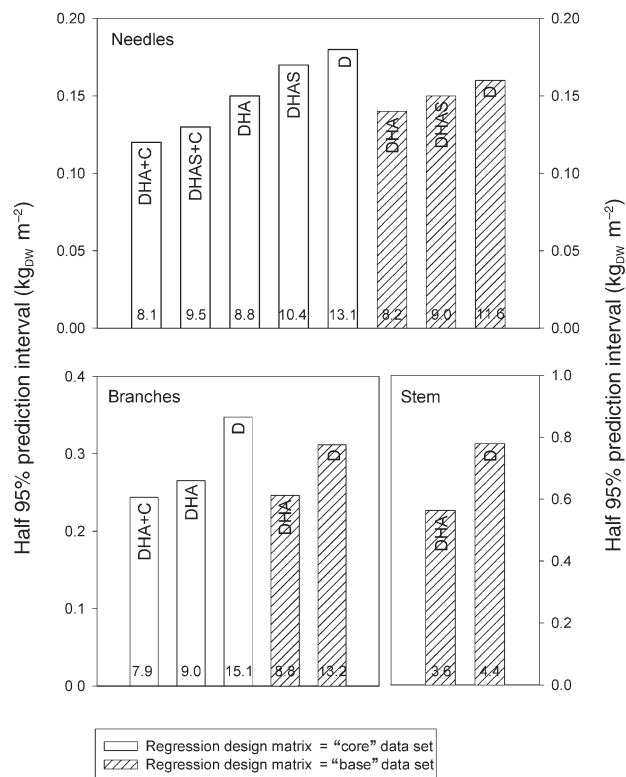 Half 95% prediction interval (kgDW m−2)
0.20
0.15
0.10
0.05
0.00
Needles
DHA+C
DHAS+C
DHA
DHAS
D
DHA
DHAS
D
8.1
9.5
8.8
10.4
13.1
8.2
9.0
11.6
0.20
0.15
0.10
0.05
0.00
0.4
0.3
0.2
0.1
0.0
Branches
DHA+C
DHA
D
DHA
D
7.9
9.0
15.1
8.8
13.2
Stem
DHA
D
3.6
4.4
1.0
0.8
0.6
0.4
0.2
0.0
Half 95% prediction interval (kgDW m−2)
Regression design matrix = “core” data set
Regression design matrix = “base” data set